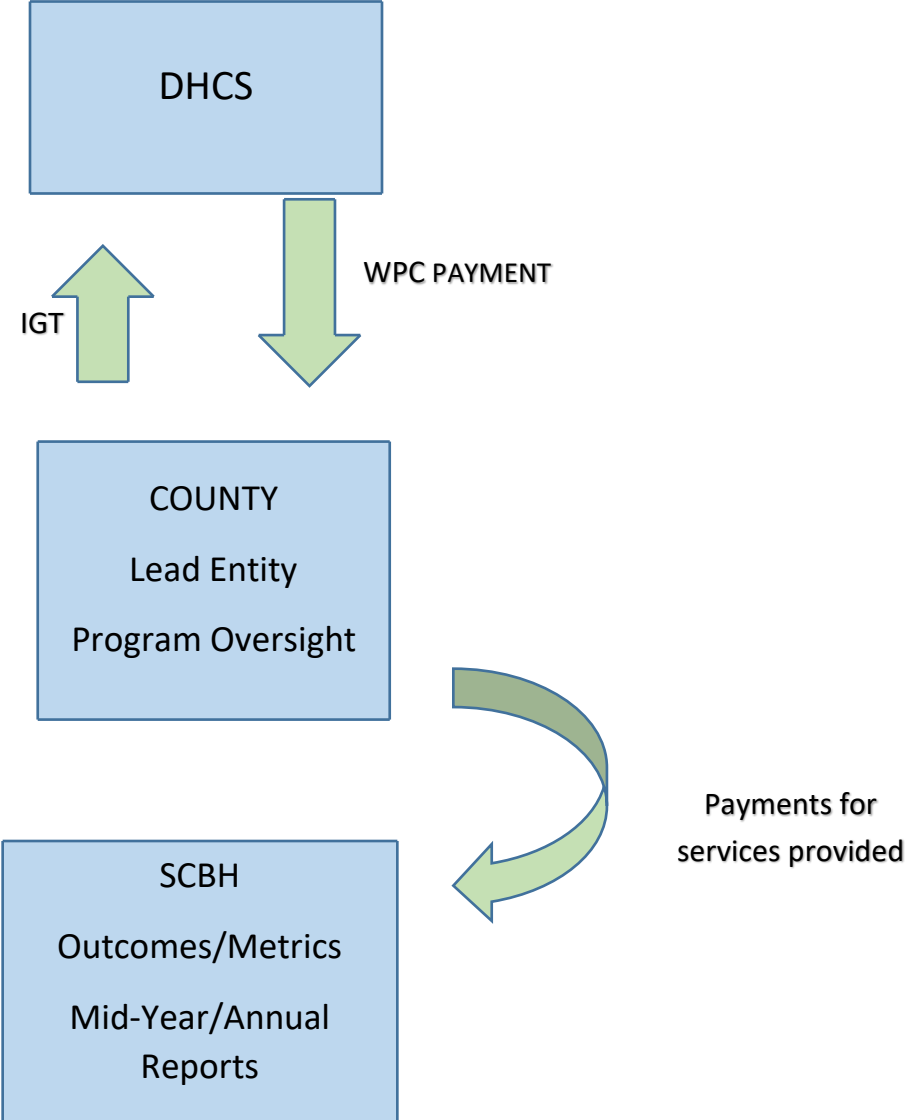 DHCS
WPC PAYMENT
IGT
COUNTY
Lead Entity
Program Oversight
Payments for
services provided
SCBH
Outcomes/Metrics
Mid-Year/Annual
Reports